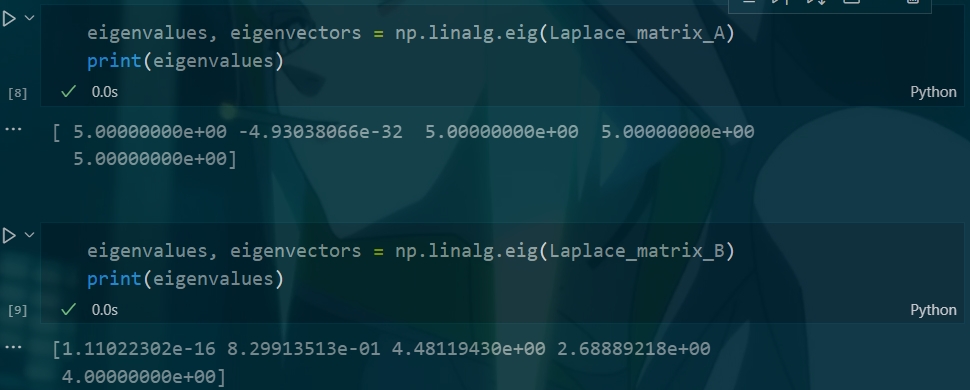 eigenvalues, eigenvectors = np.linalg.eig(Laplace_matrix_A)
print(eigenvalues)
[8] 0.0s Python
[ 5.00000000e+00 -4.93038066e-32  5.00000000e+00  5.00000000e+00
5.00000000e+00]
eigenvalues, eigenvectors = np.linalg.eig(Laplace_matrix_B)
print(eigenvalues)
[9] 0.0s Python
[1.11022302e-16 8.29913513e-01 4.48119430e+00 2.68889218e+00
4.00000000e+00]